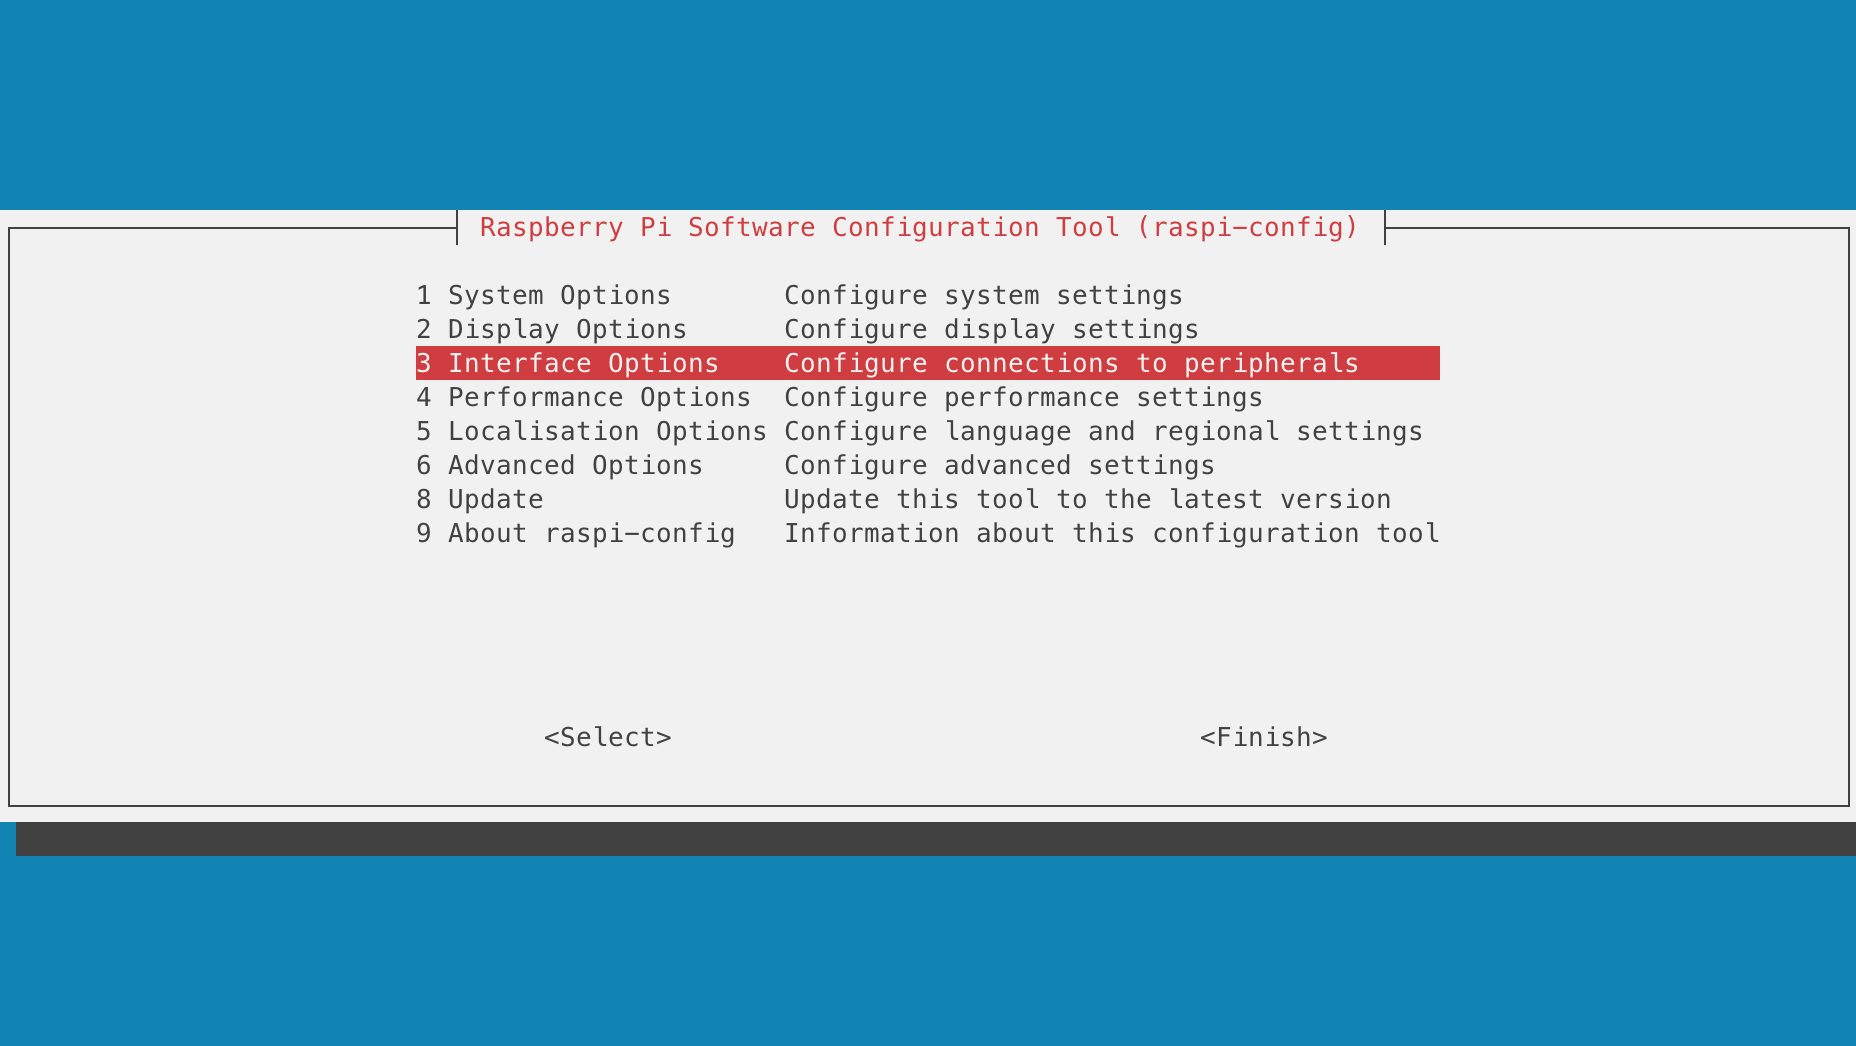 Raspberry Pi Software Configuration Tool (raspi-config)
1 System Options Configure system settings
2 Display Options Configure display settings
3 Interface Options Configure connections to peripherals
4 Performance Options Configure performance settings
5 Localisation Options Configure language and regional settings
6 Advanced Options Configure advanced settings
8 Update Update this tool to the latest version
9 About raspi-config Information about this configuration tool
<Select> <Finish>